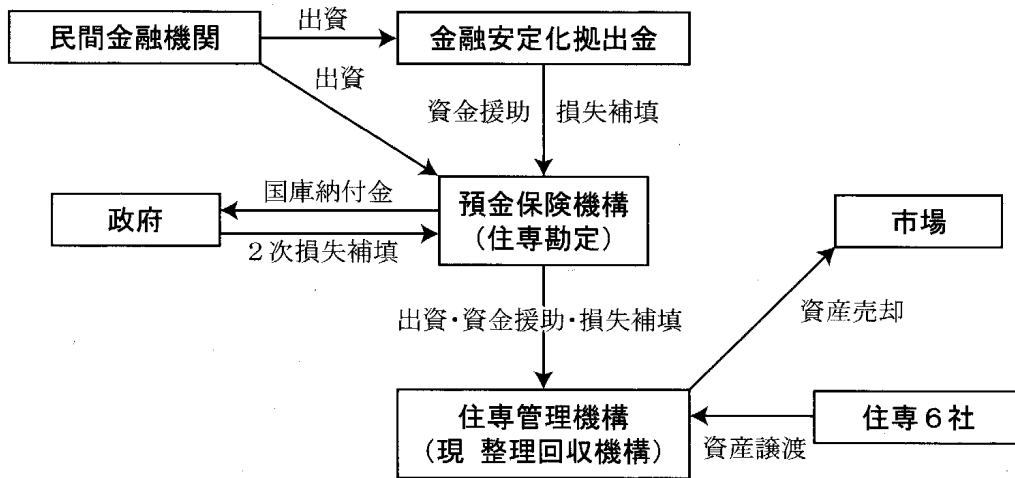 出資
民間金融機関
金融安定化拠出金
出資
資金援助
損失補填
国庫納付金
政府
預金保険機構
（住専勘定）
市場
２次損失補填
出資・資金援助・損失補填
資産売却
住専管理機構
（現 整理回収機構）
住専６社
資産譲渡